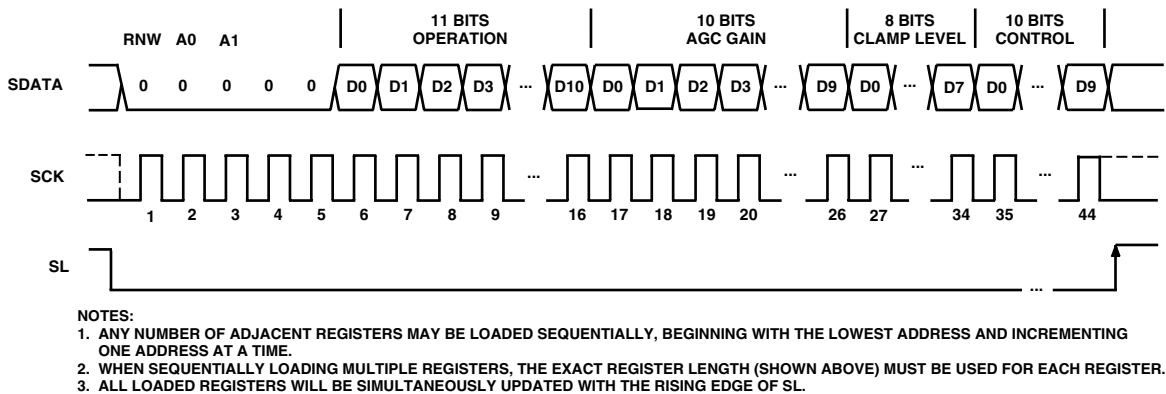 11 BITS 10 BITS 8 BITS 10 BITS
RNW A0 A1 OPERATION AGC GAIN CLAMP LEVEL CONTROL
SDATA 0 0 0 0 0 D0 D1 D2 D3 ... D10 D0 D1 D2 D3 ... D9 D0 ... D7 D0 ... D9
SCK ... ... ... ...
1 2 3 4 5 6 7 8 9 16 17 18 19 20 26 27 34 35 44
SL ...
NOTES:
1. ANY NUMBER OF ADJACENT REGISTERS MAY BE LOADED SEQUENTIALLY, BEGINNING WITH THE LOWEST ADDRESS AND INCREMENTING
ONE ADDRESS AT A TIME.
2. WHEN SEQUENTIALLY LOADING MULTIPLE REGISTERS, THE EXACT REGISTER LENGTH (SHOWN ABOVE) MUST BE USED FOR EACH REGISTER.
3. ALL LOADED REGISTERS WILL BE SIMULTANEOUSLY UPDATED WITH THE RISING EDGE OF SL.